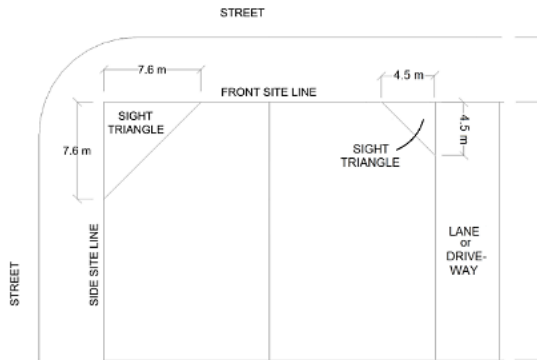 STREET
7.6 m
4.5 m
FRONT SITE LINE
SIGHT
TRIANGLE
7.6 m
4.5 m
SIGHT
TRIANGLE
LANE
or
DRIVE-
WAY
SIDE SITE LINE
STREET